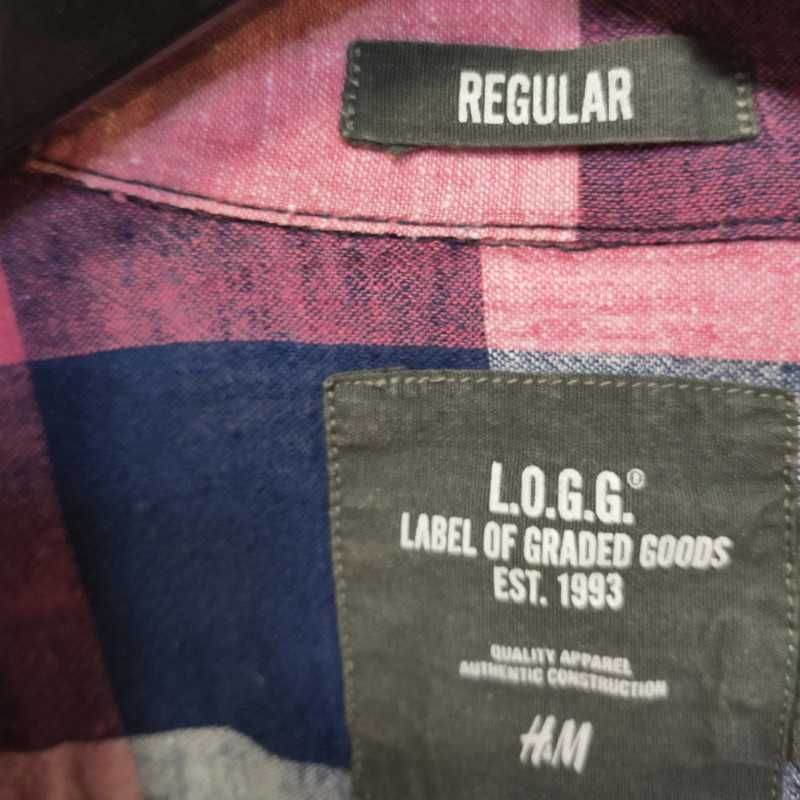 REGULAR
L.O.G.G.®
LABEL OF GRADED GOODS
EST. 1993
QUALITY APPAREL
AUTHENTIC CONSTRUCTION
H&M